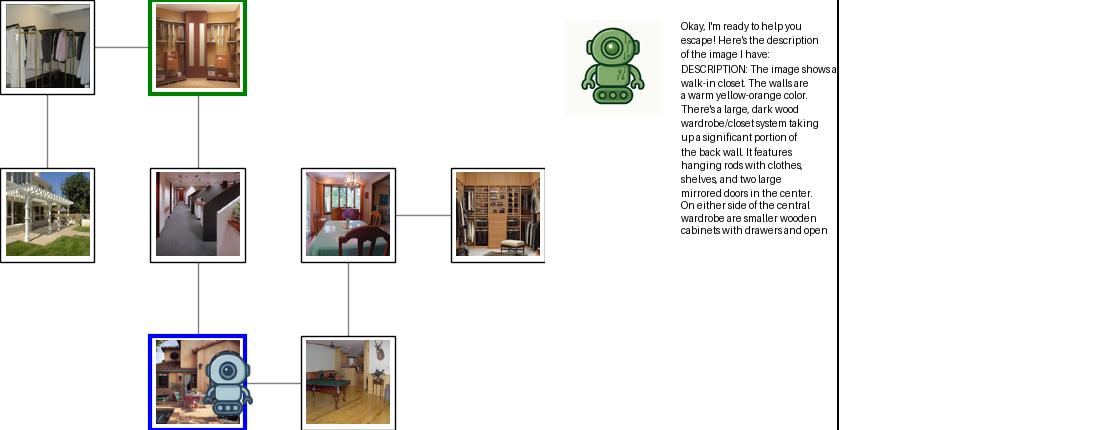 Okay, I'm ready to help you
escape! Here's the description
of the image I have:
DESCRIPTION: The image shows a
walk-in closet. The walls are
a warm yellow-orange color.
There's a large, dark wood
wardrobe/closet system taking
up a significant portion of
the back wall. It features
hanging rods with clothes,
shelves, and two large
mirrored doors in the center.
On either side of the central
wardrobe are smaller wooden
cabinets with drawers and open